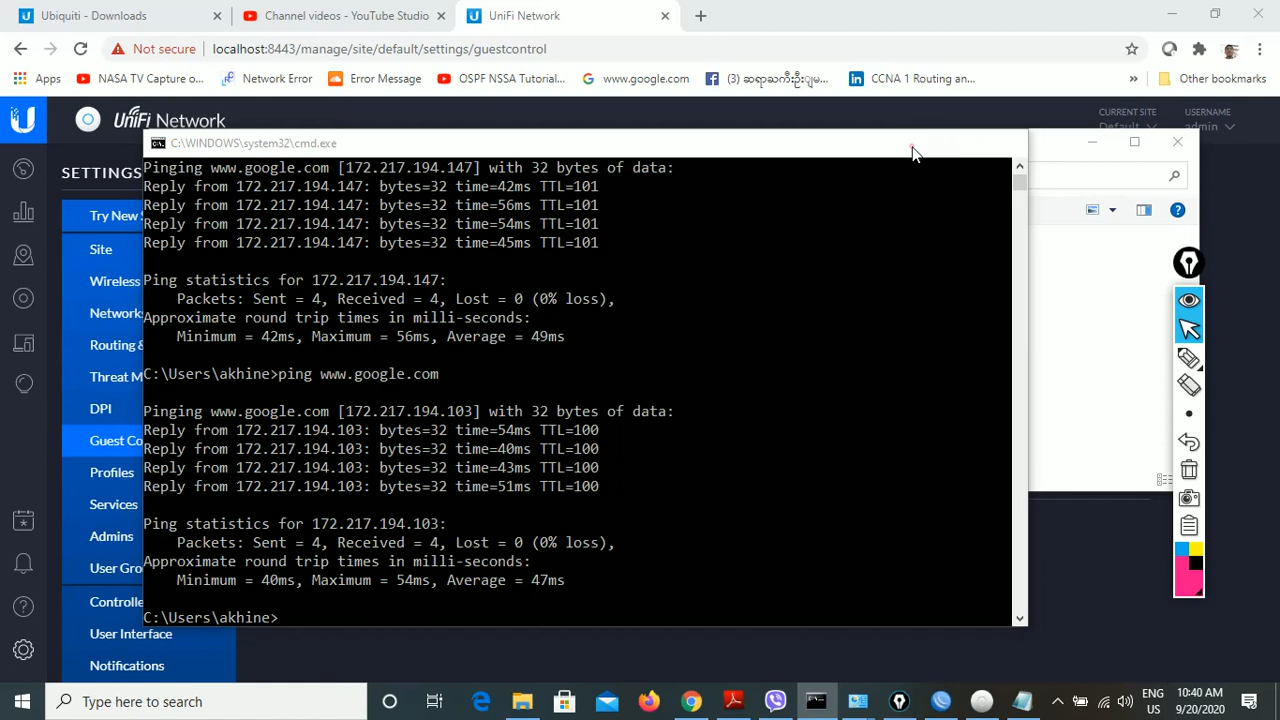 Ubiquiti - Downloads
Channel videos - YouTube Studio
UniFi Network
Not secure
localhost:8443/manage/site/default/settings/guestcontrol
Apps
NASA TV Capture o...
Network Error
Error Message
OSPF NSSA Tutorial...
www.google.com
(3) ဆရာႀကီးဦး...
CCNA 1 Routing an...
»
Other bookmarks
UniFi Network
CURRENT SITE
Default
USERNAME
admin
C:\WINDOWS\system32\cmd.exe
SETTINGS
Try New S
Site
Wireless
Networks
Routing &
Threat M
DPI
Guest Co
Profiles
Services
Admins
User Gro
Controlle
User Interface
Notifications
Pinging www.google.com [172.217.194.147] with 32 bytes of data:
Reply from 172.217.194.147: bytes=32 time=42ms TTL=101
Reply from 172.217.194.147: bytes=32 time=56ms TTL=101
Reply from 172.217.194.147: bytes=32 time=54ms TTL=101
Reply from 172.217.194.147: bytes=32 time=45ms TTL=101
Ping statistics for 172.217.194.147:
Packets: Sent = 4, Received = 4, Lost = 0 (0% loss),
Approximate round trip times in milli-seconds:
Minimum = 42ms, Maximum = 56ms, Average = 49ms
C:\Users\akhine>ping www.google.com
Pinging www.google.com [172.217.194.103] with 32 bytes of data:
Reply from 172.217.194.103: bytes=32 time=54ms TTL=100
Reply from 172.217.194.103: bytes=32 time=40ms TTL=100
Reply from 172.217.194.103: bytes=32 time=43ms TTL=100
Reply from 172.217.194.103: bytes=32 time=51ms TTL=100
Ping statistics for 172.217.194.103:
Packets: Sent = 4, Received = 4, Lost = 0 (0% loss),
Approximate round trip times in milli-seconds:
Minimum = 40ms, Maximum = 54ms, Average = 47ms
C:\Users\akhine>
Type here to search
ENG
US
10:40 AM
9/20/2020